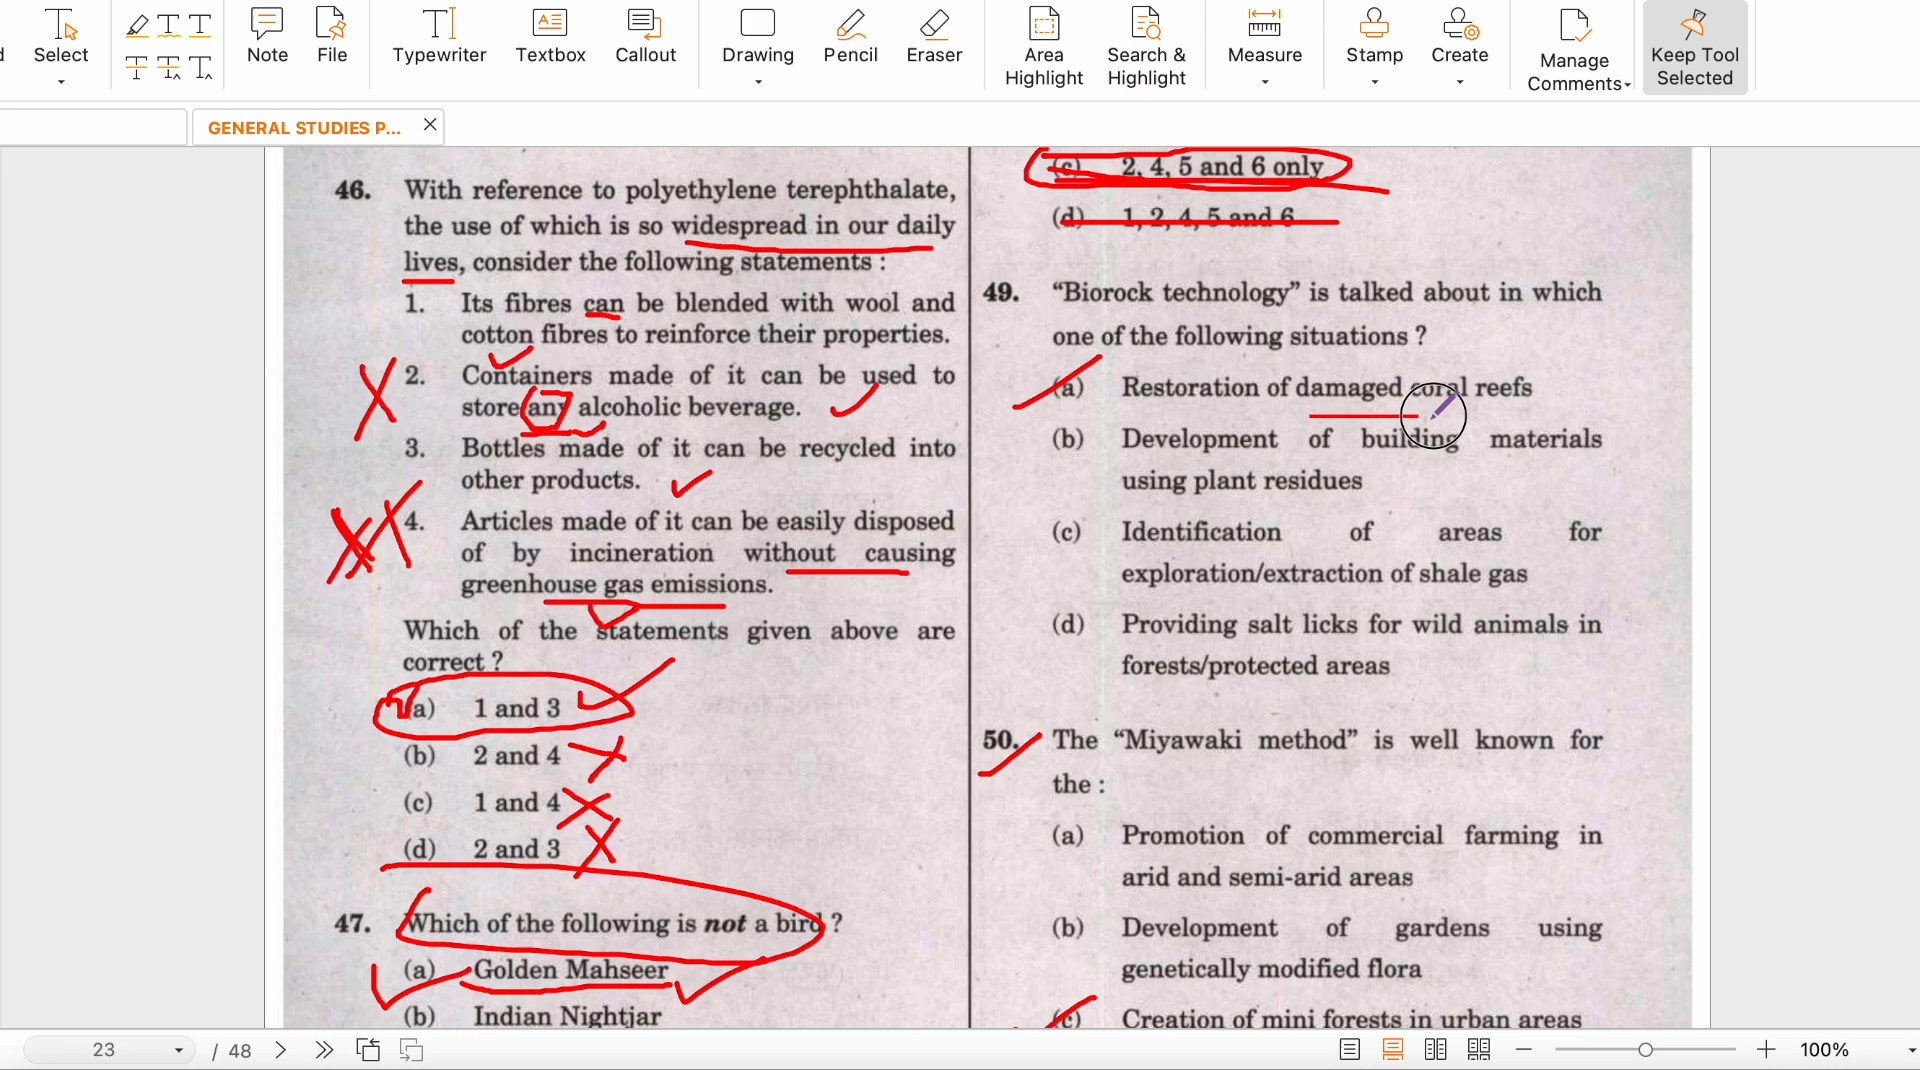 Select
Note
File
Typewriter
Textbox
Callout
Drawing
Pencil
Eraser
Area
Highlight
Search &
Highlight
Measure
Stamp
Create
Manage
Comments
Keep Tool
Selected
GENERAL STUDIES P...
46. With reference to polyethylene terephthalate,
the use of which is so widespread in our daily
lives, consider the following statements :
1. Its fibres can be blended with wool and
cotton fibres to reinforce their properties.
2. Containers made of it can be used to
store any alcoholic beverage.
3. Bottles made of it can be recycled into
other products.
4. Articles made of it can be easily disposed
of by incineration without causing
greenhouse gas emissions.
Which of the statements given above are
correct ?
(a) 1 and 3
(b) 2 and 4
(c) 1 and 4
(d) 2 and 3
47. Which of the following is not a bird ?
(a) Golden Mahseer
(b) Indian Nightjar
(c) 2, 4, 5 and 6 only
(d) 1, 2, 4, 5 and 6
49. “Biorock technology” is talked about in which
one of the following situations ?
(a) Restoration of damaged coral reefs
(b) Development of building materials
using plant residues
(c) Identification of areas for
exploration/extraction of shale gas
(d) Providing salt licks for wild animals in
forests/protected areas
50. The “Miyawaki method” is well known for
the :
(a) Promotion of commercial farming in
arid and semi-arid areas
(b) Development of gardens using
genetically modified flora
(c) Creation of mini forests in urban areas
23 / 48
100%